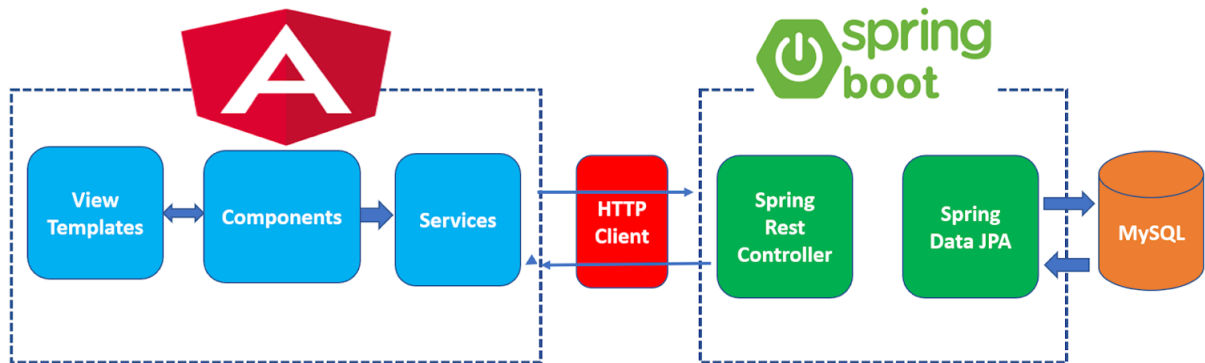 A
spring
boot
View
Templates
Components
Services
HTTP
Client
Spring
Rest
Controller
Spring
Data JPA
MySQL